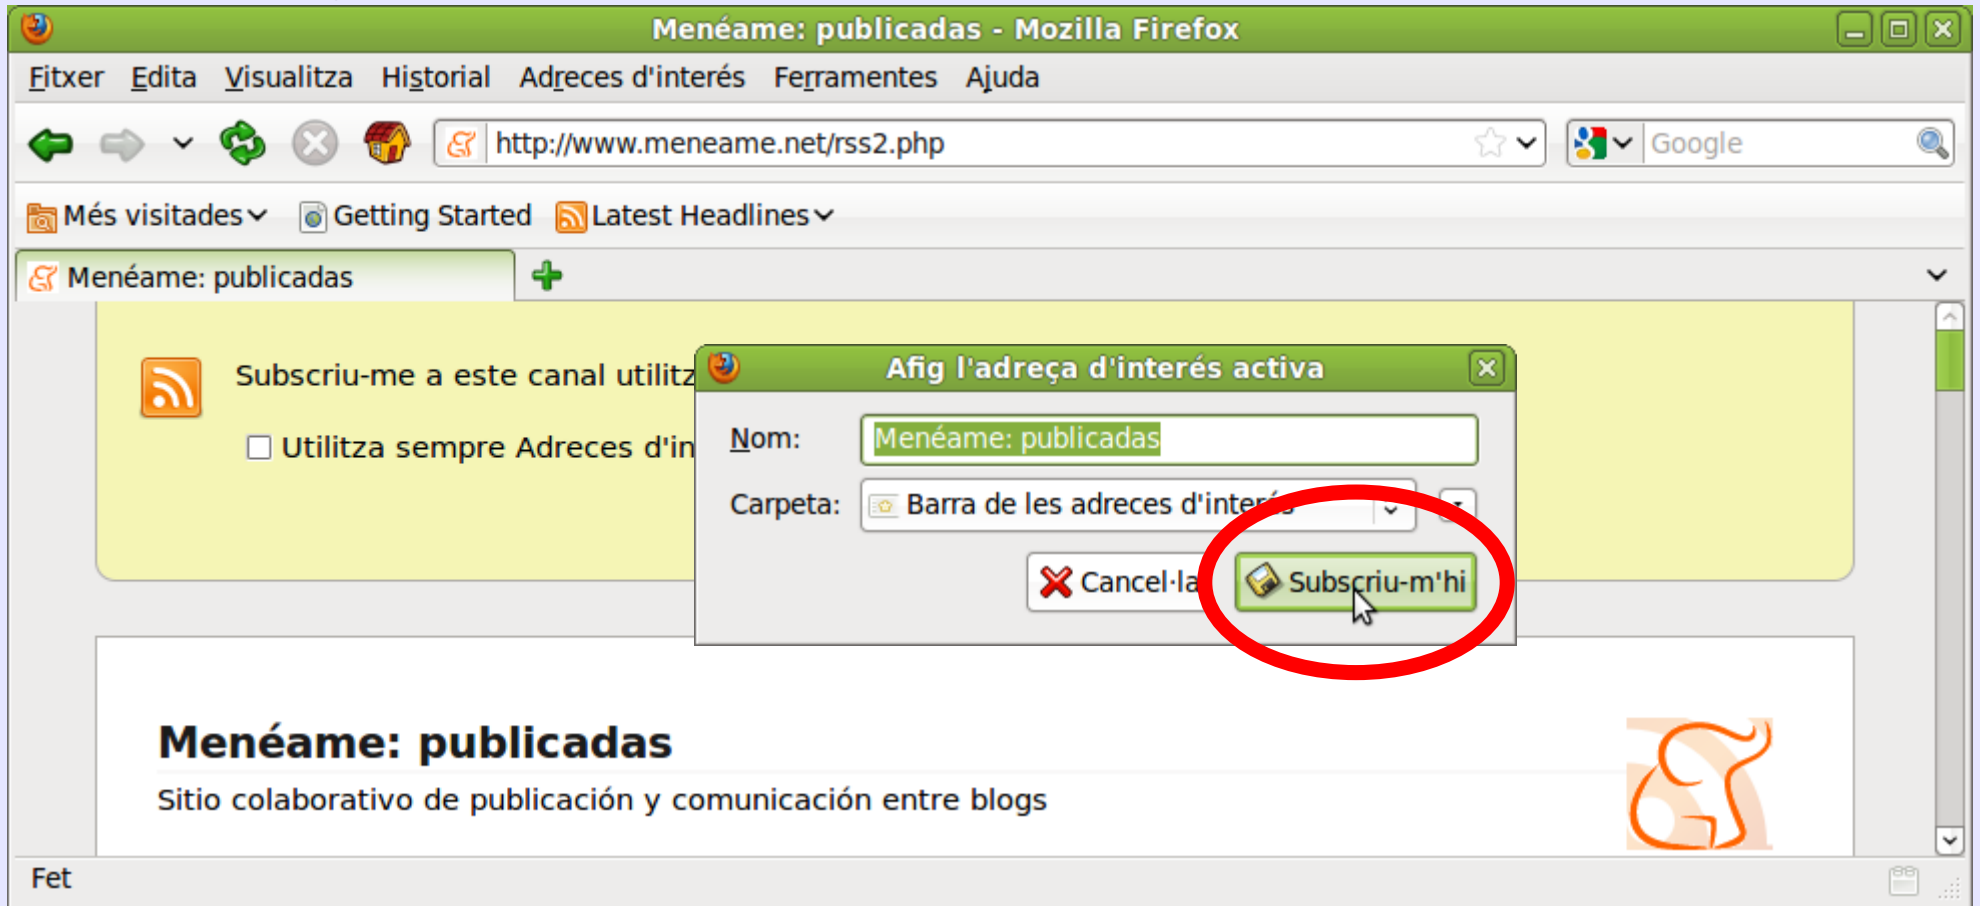 Menéame: publicadas - Mozilla Firefox
Fitxer Edita Visualitza Historial Adreces d'interés Ferramentes Ajuda
http://www.meneame.net/rss2.php Google
Més visitades Getting Started Latest Headlines
Menéame: publicadas
Subscriu-me a este canal utilitz
Utilitza sempre Adreces d'in
Afig l'adreça d'interés activa
Nom: Menéame: publicadas
Carpeta: Barra de les adreces d'interés
Cancel·la Subscriu-m'hi
Menéame: publicadas
Sitio colaborativo de publicación y comunicación entre blogs
Fet